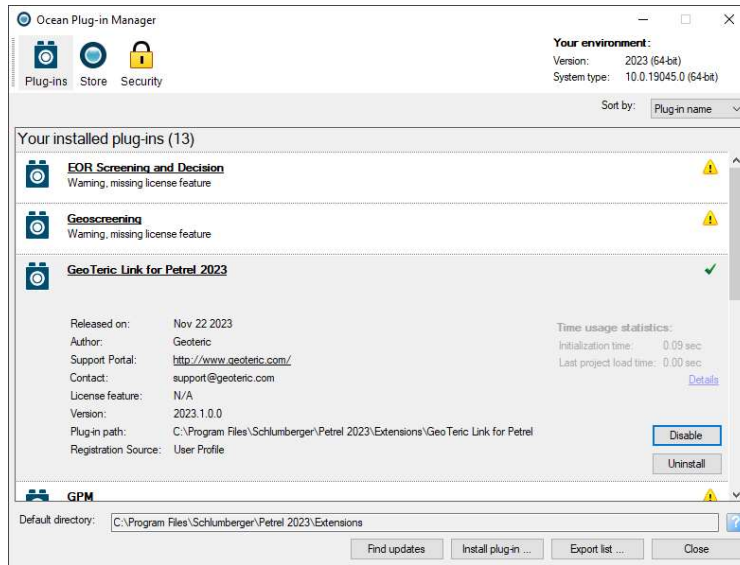 Ocean Plug-in Manager
Plug-ins Store Security
Your environment:
Version: 2023 (64-bit)
System type: 10.0.19045.0 (64-bit)
Sort by: Plug-in name
Your installed plug-ins (13)
EOR Screening and Decision
Warning, missing license feature
Geoscreening
Warning, missing license feature
GeoTeric Link for Petrel 2023
Released on: Nov 22 2023
Author: Geoteric
Support Portal: http://www.geoteric.com/
Contact: support@geoteric.com
License feature: N/A
Version: 2023.1.0.0
Plug-in path: C:\Program Files\Schlumberger\Petrel 2023\Extensions\GeoTeric Link for Petrel
Registration Source: User Profile
Time usage statistics:
Initialization time: 0.09 sec
Last project load time: 0.00 sec
Details
Disable
Uninstall
GPM
Default directory: C:\Program Files\Schlumberger\Petrel 2023\Extensions
Find updates Install plug-in ... Export list ... Close